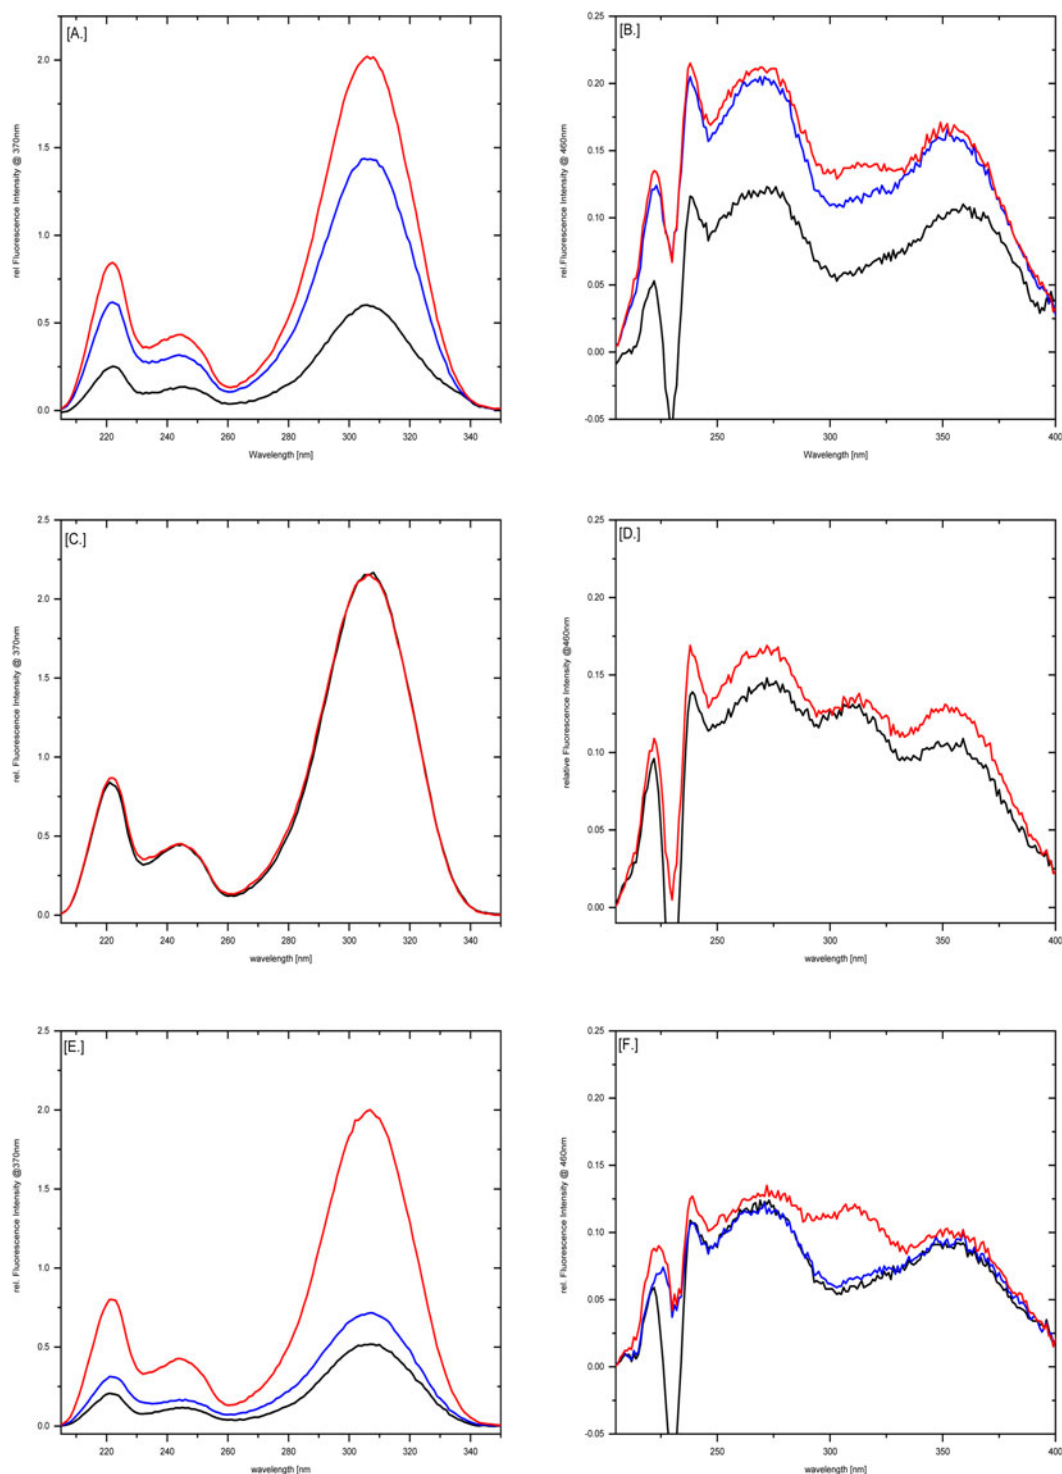 [A.]
rel. Fluorescence Intensity @ 370nm
2.0
1.5
1.0
0.5
0.0
220 240 260 280 300 320 340
Wavelength [nm]
[B.]
rel.Fluorescence Intensity @ 460nm
0.25
0.20
0.15
0.10
0.05
0.00
-0.05
250 300 350 400
Wavelength [nm]
[C.]
rel. Fluorescence Intensity @ 370nm
2.5
2.0
1.5
1.0
0.5
0.0
220 240 260 280 300 320 340
wavelength [nm]
[D.]
relative Fluorescence Intensity @460nm
0.25
0.20
0.15
0.10
0.05
0.00
250 300 350 400
wavelength [nm]
[E.]
rel. Fluorescence Intensity @370nm
2.5
2.0
1.5
1.0
0.5
0.0
220 240 260 280 300 320 340
wavelength [nm
[F.]
rel. Fluorescence Intensity @ 460nm
0.25
0.20
0.15
0.10
0.05
0.00
-0.05
250 300 350 400
wavelength [nm]